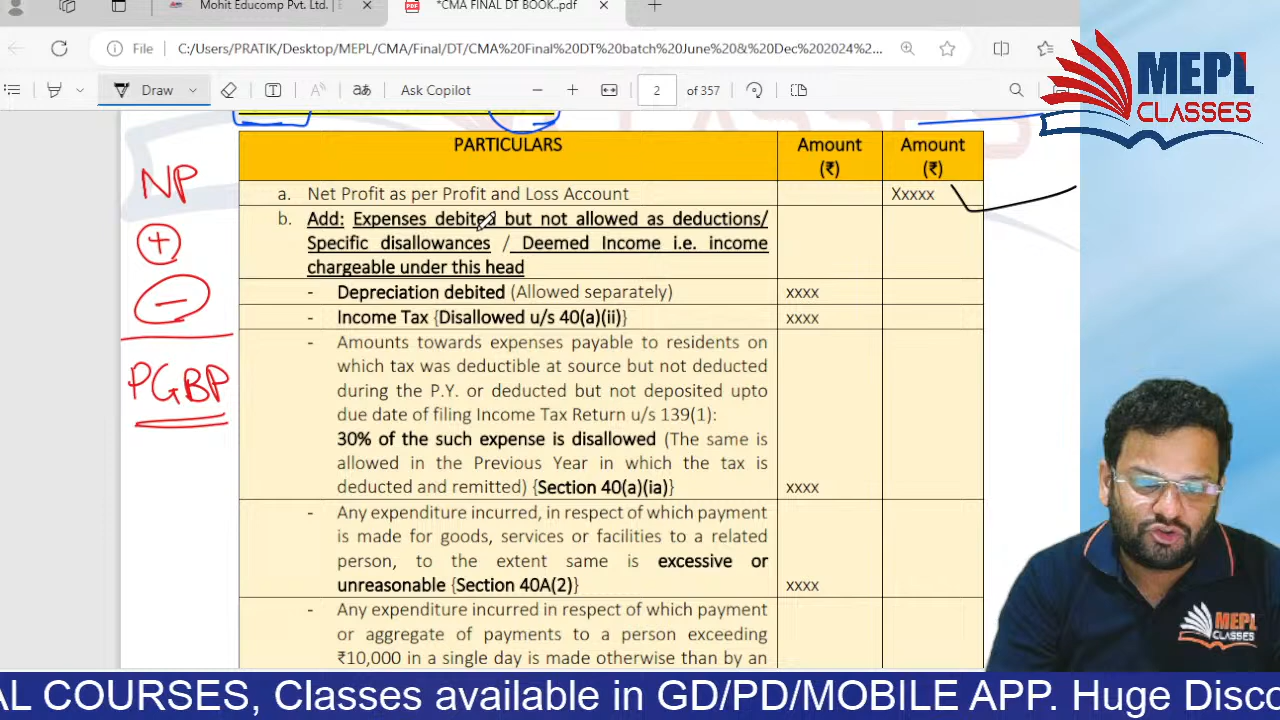 Mohit Educomp Pvt. Ltd. | E
*CMA FINAL DT BOOK..pdf
File
C:/Users/PRATIK/Desktop/MEPL/CMA/Final/DT/CMA%20Final%20DT%20batch%20June%20&%20Dec%202024%2...
Draw
aあ
Ask Copilot
2 of 357
MEPL
CLASSES
PARTICULARS
Amount (₹)
Amount (₹)
a. Net Profit as per Profit and Loss Account
Xxxxx
b. Add: Expenses debited but not allowed as deductions/
Specific disallowances / Deemed Income i.e. income
chargeable under this head
- Depreciation debited (Allowed separately)
xxxx
- Income Tax {Disallowed u/s 40(a)(ii)}
xxxx
- Amounts towards expenses payable to residents on
which tax was deductible at source but not deducted
during the P.Y. or deducted but not deposited upto
due date of filing Income Tax Return u/s 139(1):
30% of the such expense is disallowed (The same is
allowed in the Previous Year in which the tax is
deducted and remitted) {Section 40(a)(ia)}
xxxx
- Any expenditure incurred, in respect of which payment
is made for goods, services or facilities to a related
person, to the extent same is excessive or
unreasonable {Section 40A(2)}
xxxx
- Any expenditure incurred in respect of which payment
or aggregate of payments to a person exceeding
₹10,000 in a single day is made otherwise than by an
NP
+
−
PGBP
MEPL
CLASSES
AL COURSES, Classes available in GD/PD/MOBILE APP. Huge Disco